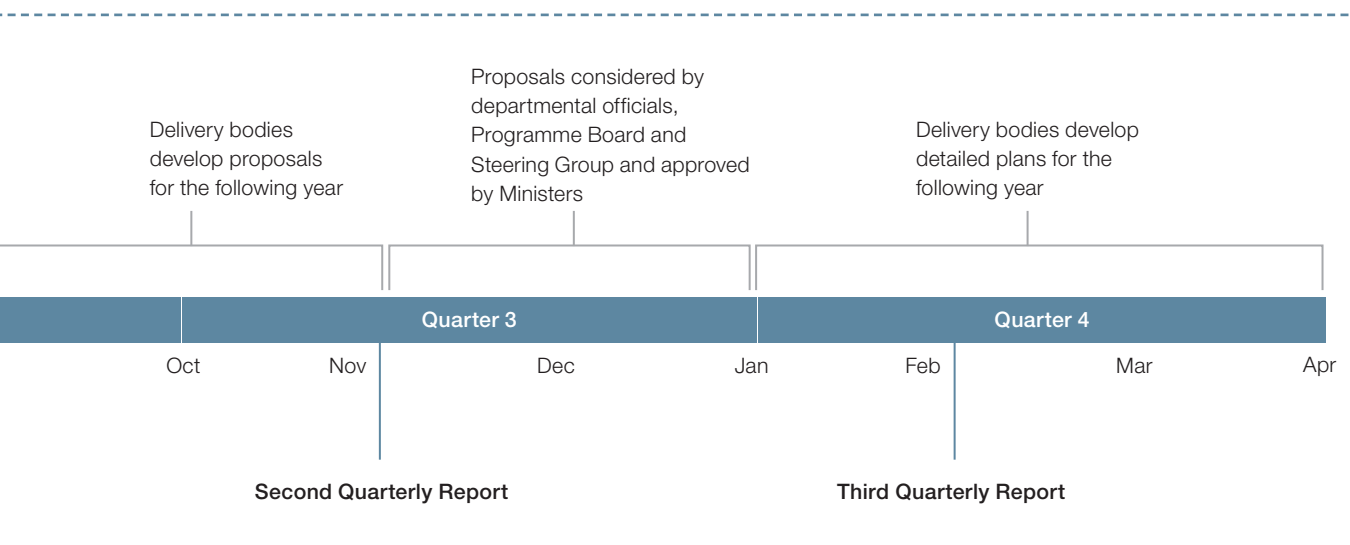 Delivery bodies
develop proposals
for the following year
Proposals considered by
departmental officials,
Programme Board and
Steering Group and approved
by Ministers
Delivery bodies develop
detailed plans for the
following year
Quarter 3
Quarter 4
Oct
Nov
Dec
Jan
Feb
Mar
Apr
Second Quarterly Report
Third Quarterly Report